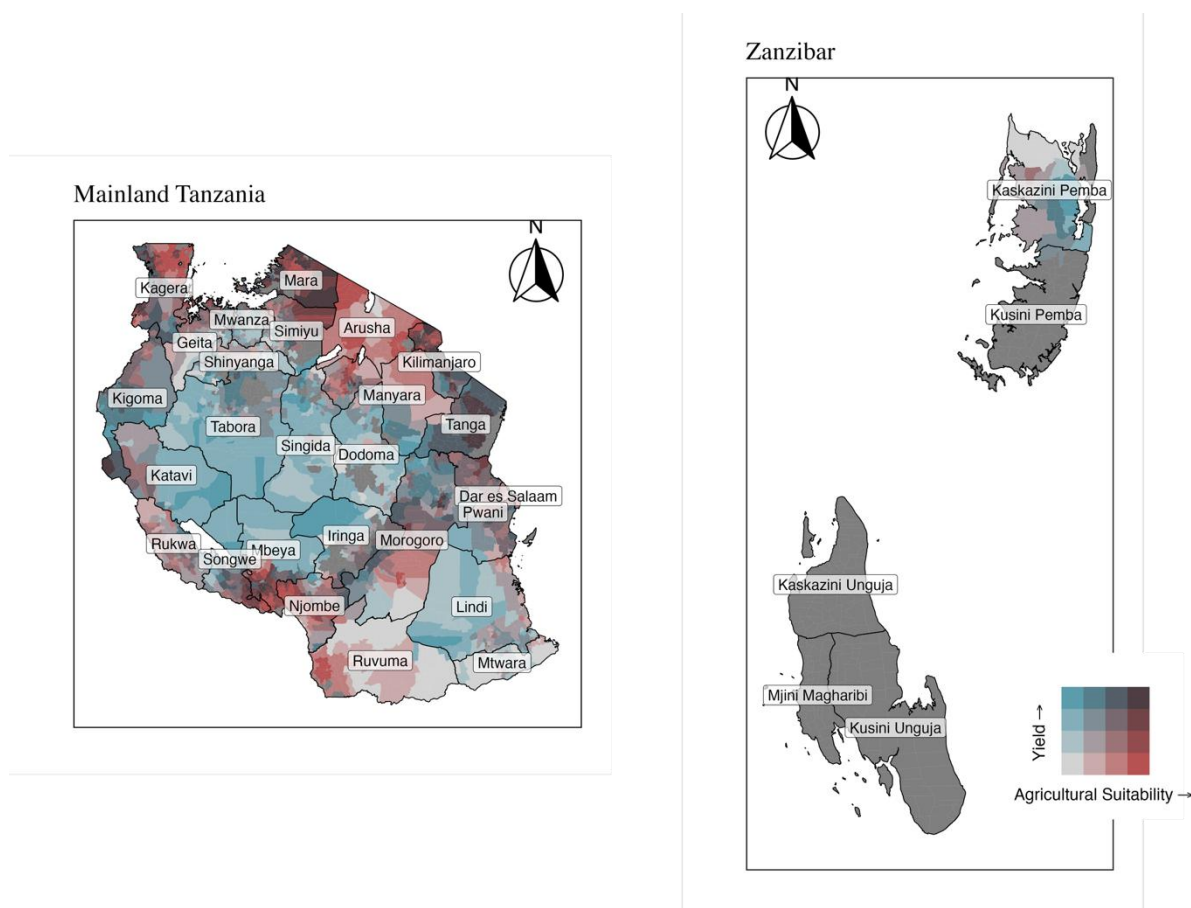 Mainland Tanzania
N
Kagera
Mara
Mwanza
Simiyu
Arusha
Geita
Shinyanga
Kilimanjaro
Kigoma
Manyara
Tabora
Tanga
Singida
Dodoma
Katavi
Dar es Salaam
Pwani
Iringa
Morogoro
Rukwa
Mbeya
Songwe
Njombe
Lindi
Ruvuma
Mtwara
Zanzibar
N
Kaskazini Pemba
Kusini Pemba
Kaskazini Unguja
Mjini Magharibi
Kusini Unguja
Yield →
Agricultural Suitability →